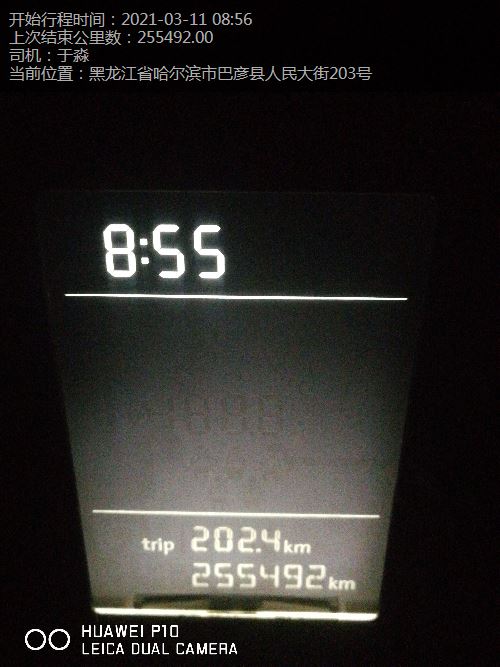 开始行程时间：2021-03-11 08:56
上次结束公里数：255492.00
司机：于淼
当前位置：黑龙江省哈尔滨市巴彦县人民大街203号
8:55
trip 202.4km
255492km
HUAWEI P10
LEICA DUAL CAMERA